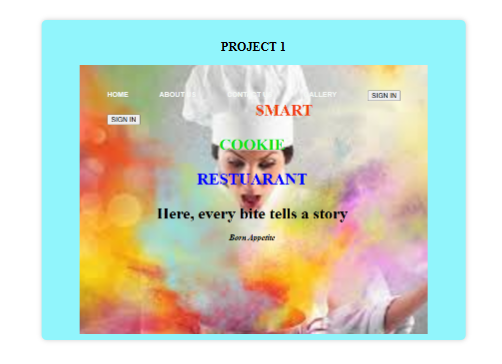 PROJECT 1
HOME ABOUT US CONTACT US GALLERY SIGN IN
SMART
SIGN IN
COOKIE
RESTUARANT
Here, every bite tells a story
Born Appetite